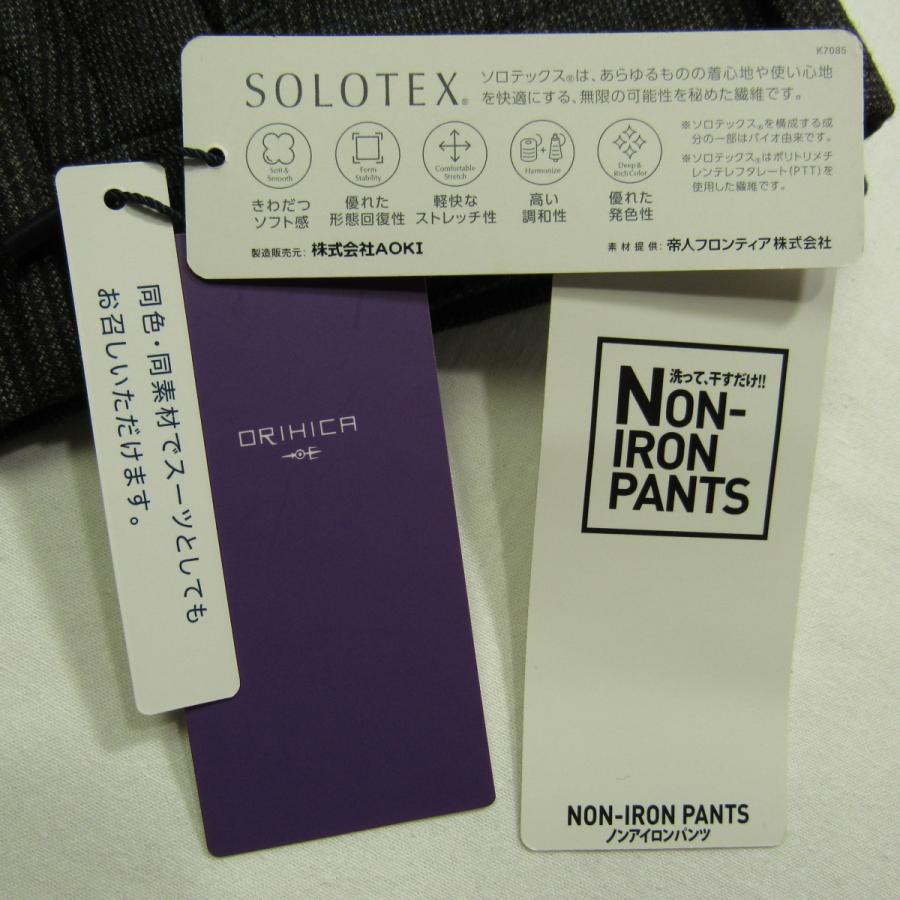 K7085
SOLOTEX®
ソロテックス®は、あらゆるものの着心地や使い心地
を快適にする、無限の可能性を秘めた繊維です。
Soft &
Smooth
きわだつ
ソフト感
Form
Stability
優れた
形態回復性
Comfortable
Stretch
軽快な
ストレッチ性
Harmonize
高い
調和性
Deep &
Rich Color
優れた
発色性
※ソロテックス®を構成する成
分の一部はバイオ由来です。
※ソロテックス®はポリトリメチ
レンテレフタレート(PTT)を
使用した繊維です。
製造販売元: 株式会社AOKI
素材提供: 帝人フロンティア株式会社
同色・同素材でスーツとしても
お召しいただけます。
ORIHICA
洗って、干すだけ!!
NON-
IRON
PANTS
NON-IRON PANTS
ノンアイロンパンツ